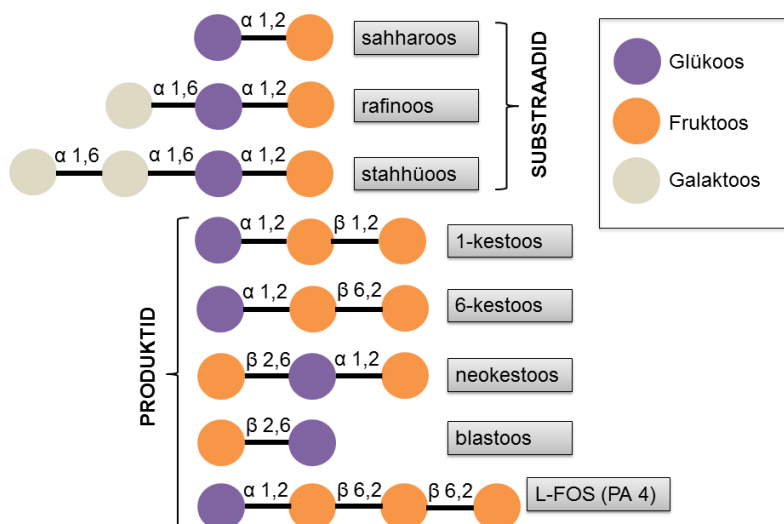 α 1,2
sahharoos
α 1,6 α 1,2
rafinoos
α 1,6 α 1,6 α 1,2
stahhüoos
SUBSTRAADID
Glükoos
Fruktoos
Galaktoos
PRODUKTID
α 1,2 β 1,2
1-kestoos
α 1,2 β 6,2
6-kestoos
β 2,6 α 1,2
neokestoos
β 2,6
blastoos
α 1,2 β 6,2 β 6,2
L-FOS (PA 4)